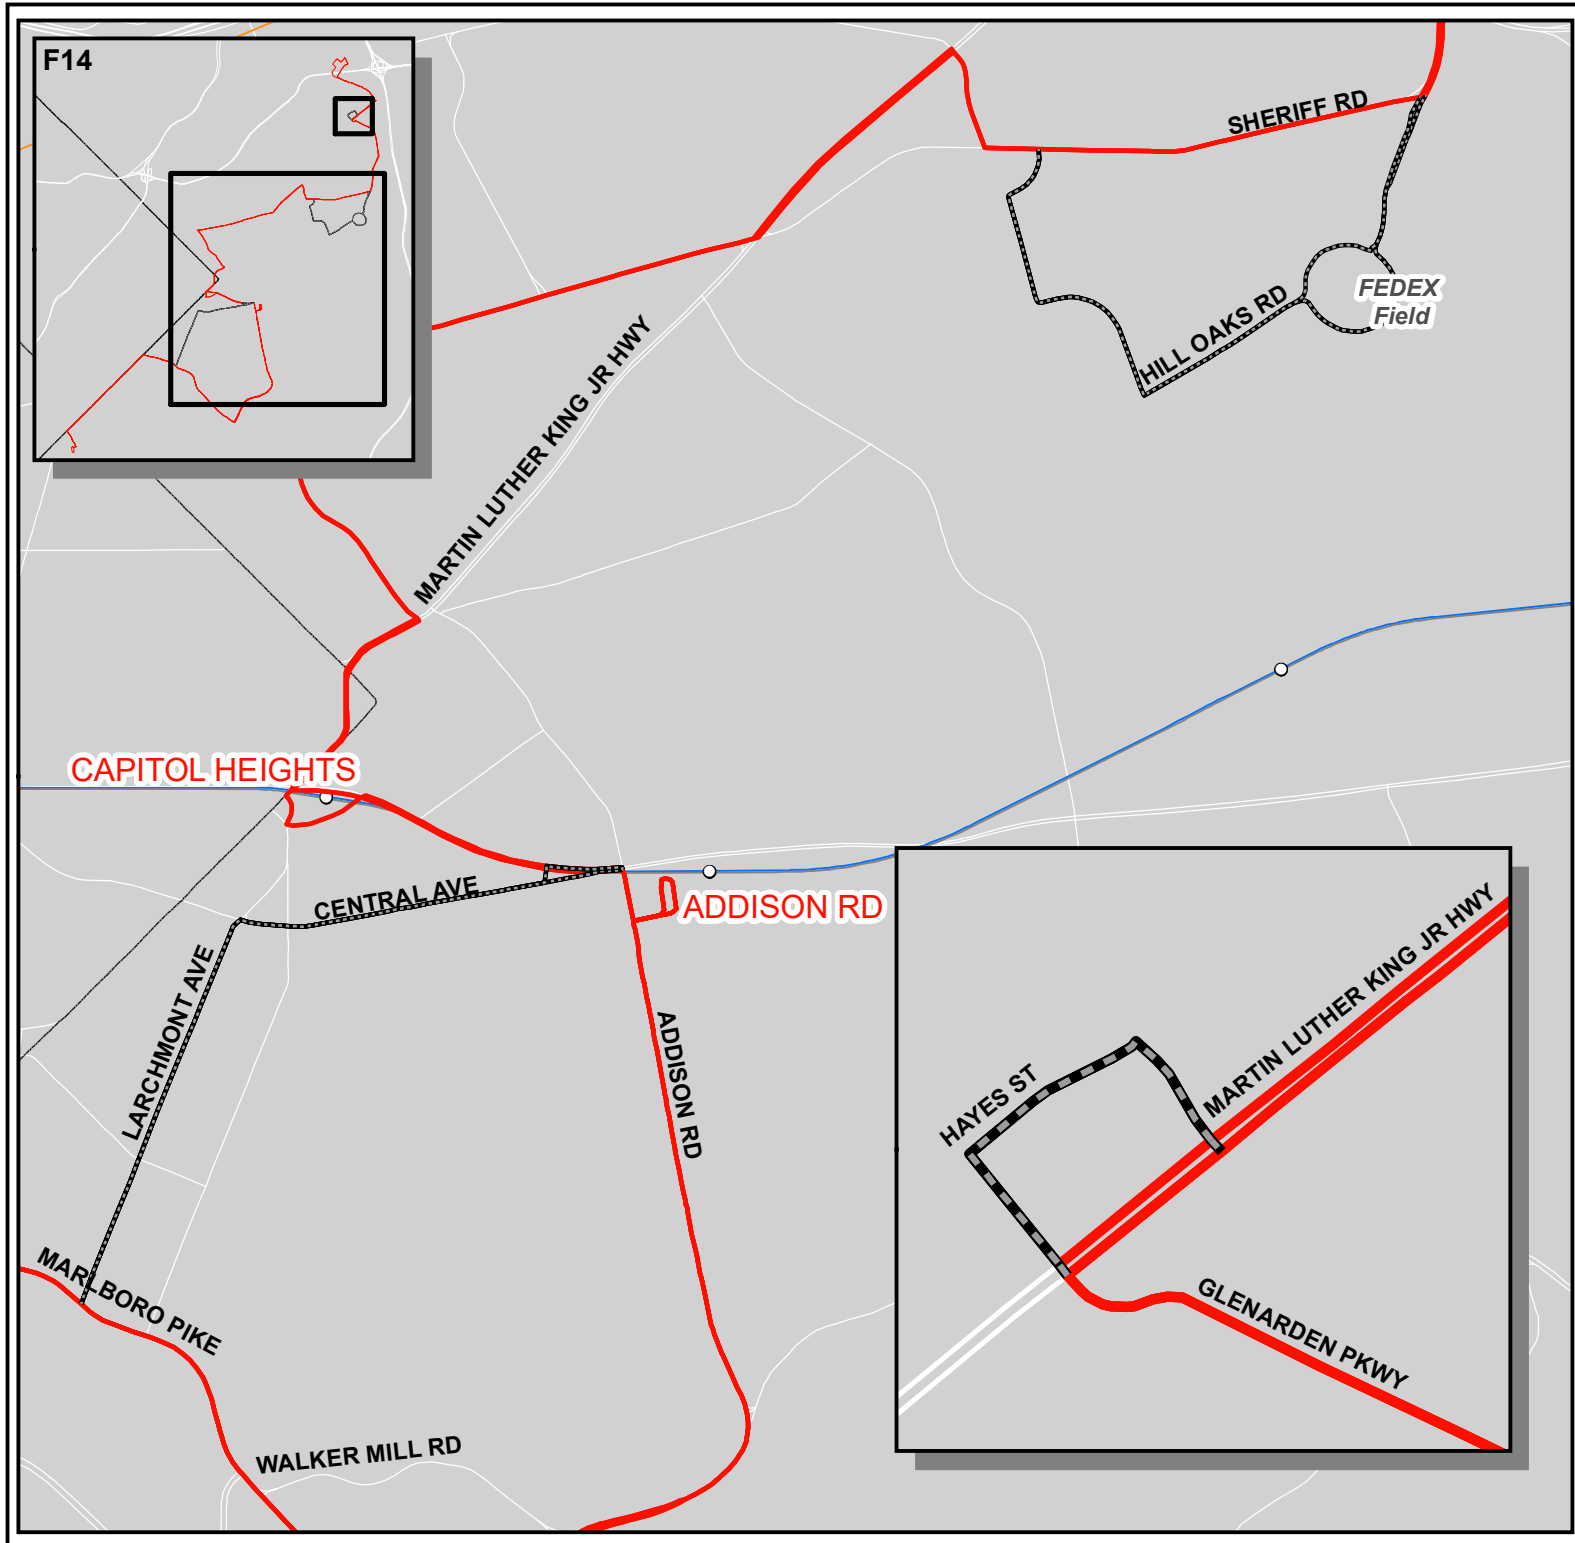 F14
SHERIFF RD
FEDEX
Field
HILL OAKS RD
MARTIN LUTHER KING JR HWY
CAPITOL HEIGHTS
CENTRAL AVE
ADDISON RD
LARCHMONT AVE
ADDISON RD
MARTIN LUTHER KING JR HWY
HAYES ST
GLENARDEN PKWY
MARLBORO PIKE
WALKER MILL RD